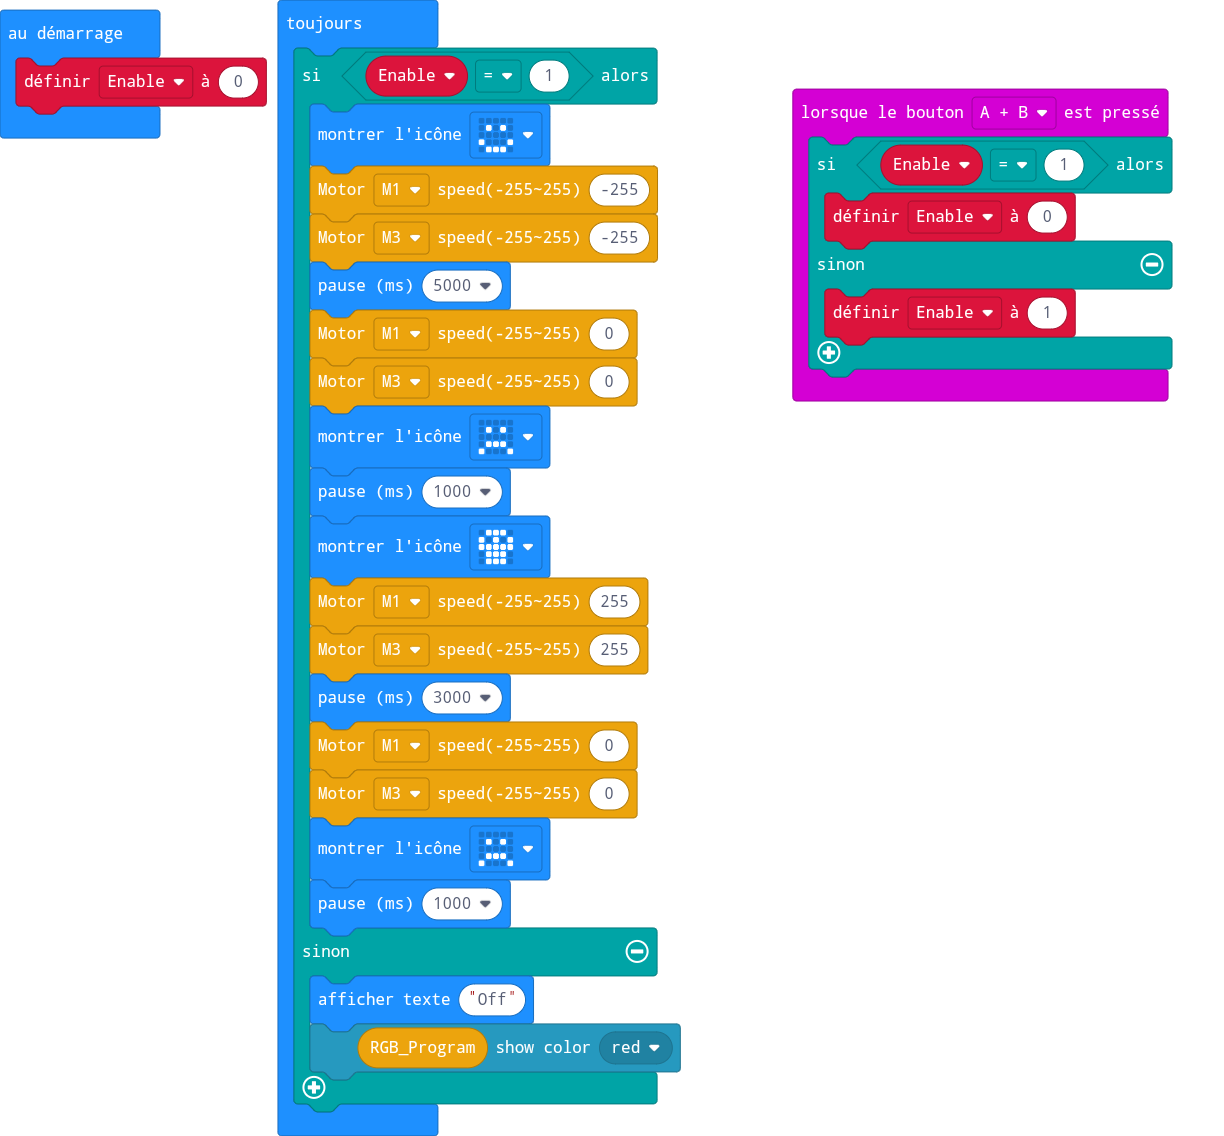 au démarrage
définir Enable à 0
toujours
si Enable = 1 alors
montrer l'icône
Motor M1 speed(-255~255) -255
Motor M3 speed(-255~255) -255
pause (ms) 5000
Motor M1 speed(-255~255) 0
Motor M3 speed(-255~255) 0
montrer l'icône
pause (ms) 1000
montrer l'icône
Motor M1 speed(-255~255) 255
Motor M3 speed(-255~255) 255
pause (ms) 3000
Motor M1 speed(-255~255) 0
Motor M3 speed(-255~255) 0
montrer l'icône
pause (ms) 1000
sinon
afficher texte "Off"
RGB_Program show color red
lorsque le bouton A + B est pressé
si Enable = 1 alors
définir Enable à 0
sinon
définir Enable à 1